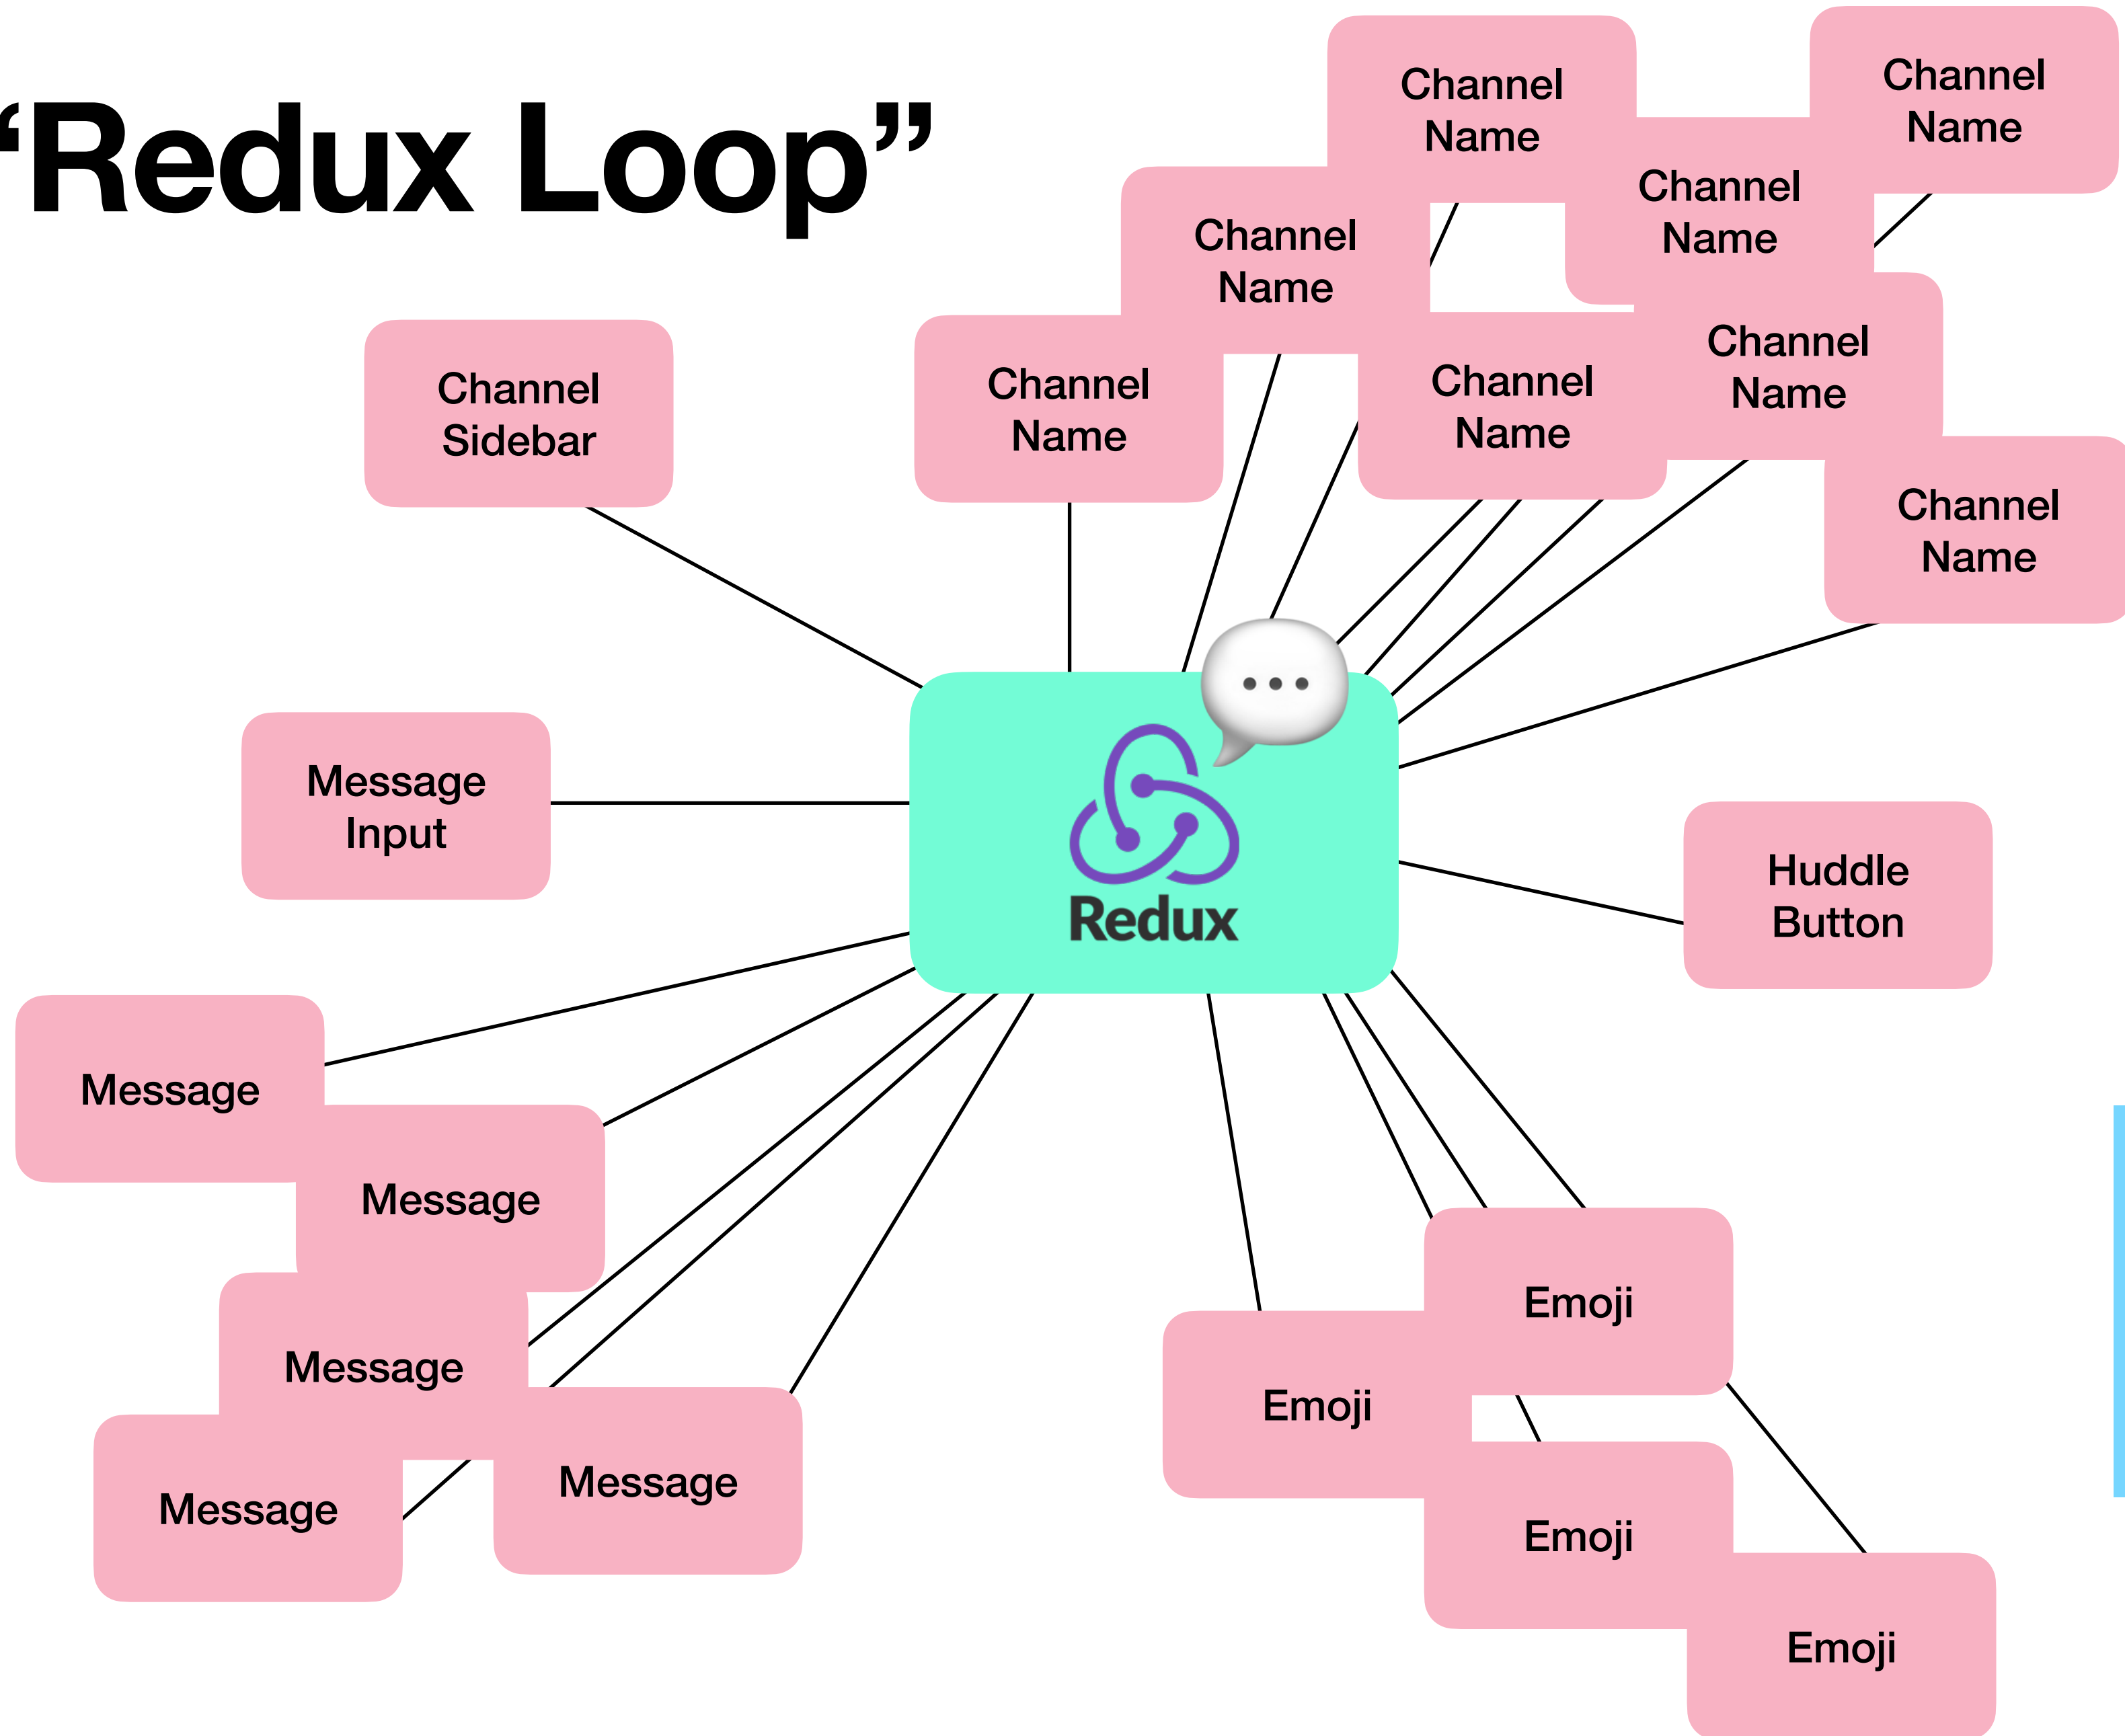 “Redux Loop”
Channel
Name
Channel
Name
Channel
Name
Channel
Name
Channel
Name
Channel
Name
Channel
Name
Channel
Name
Channel
Sidebar
Message
Input
Redux
Huddle
Button
Message
Message
Message
Message
Message
Emoji
Emoji
Emoji
Emoji